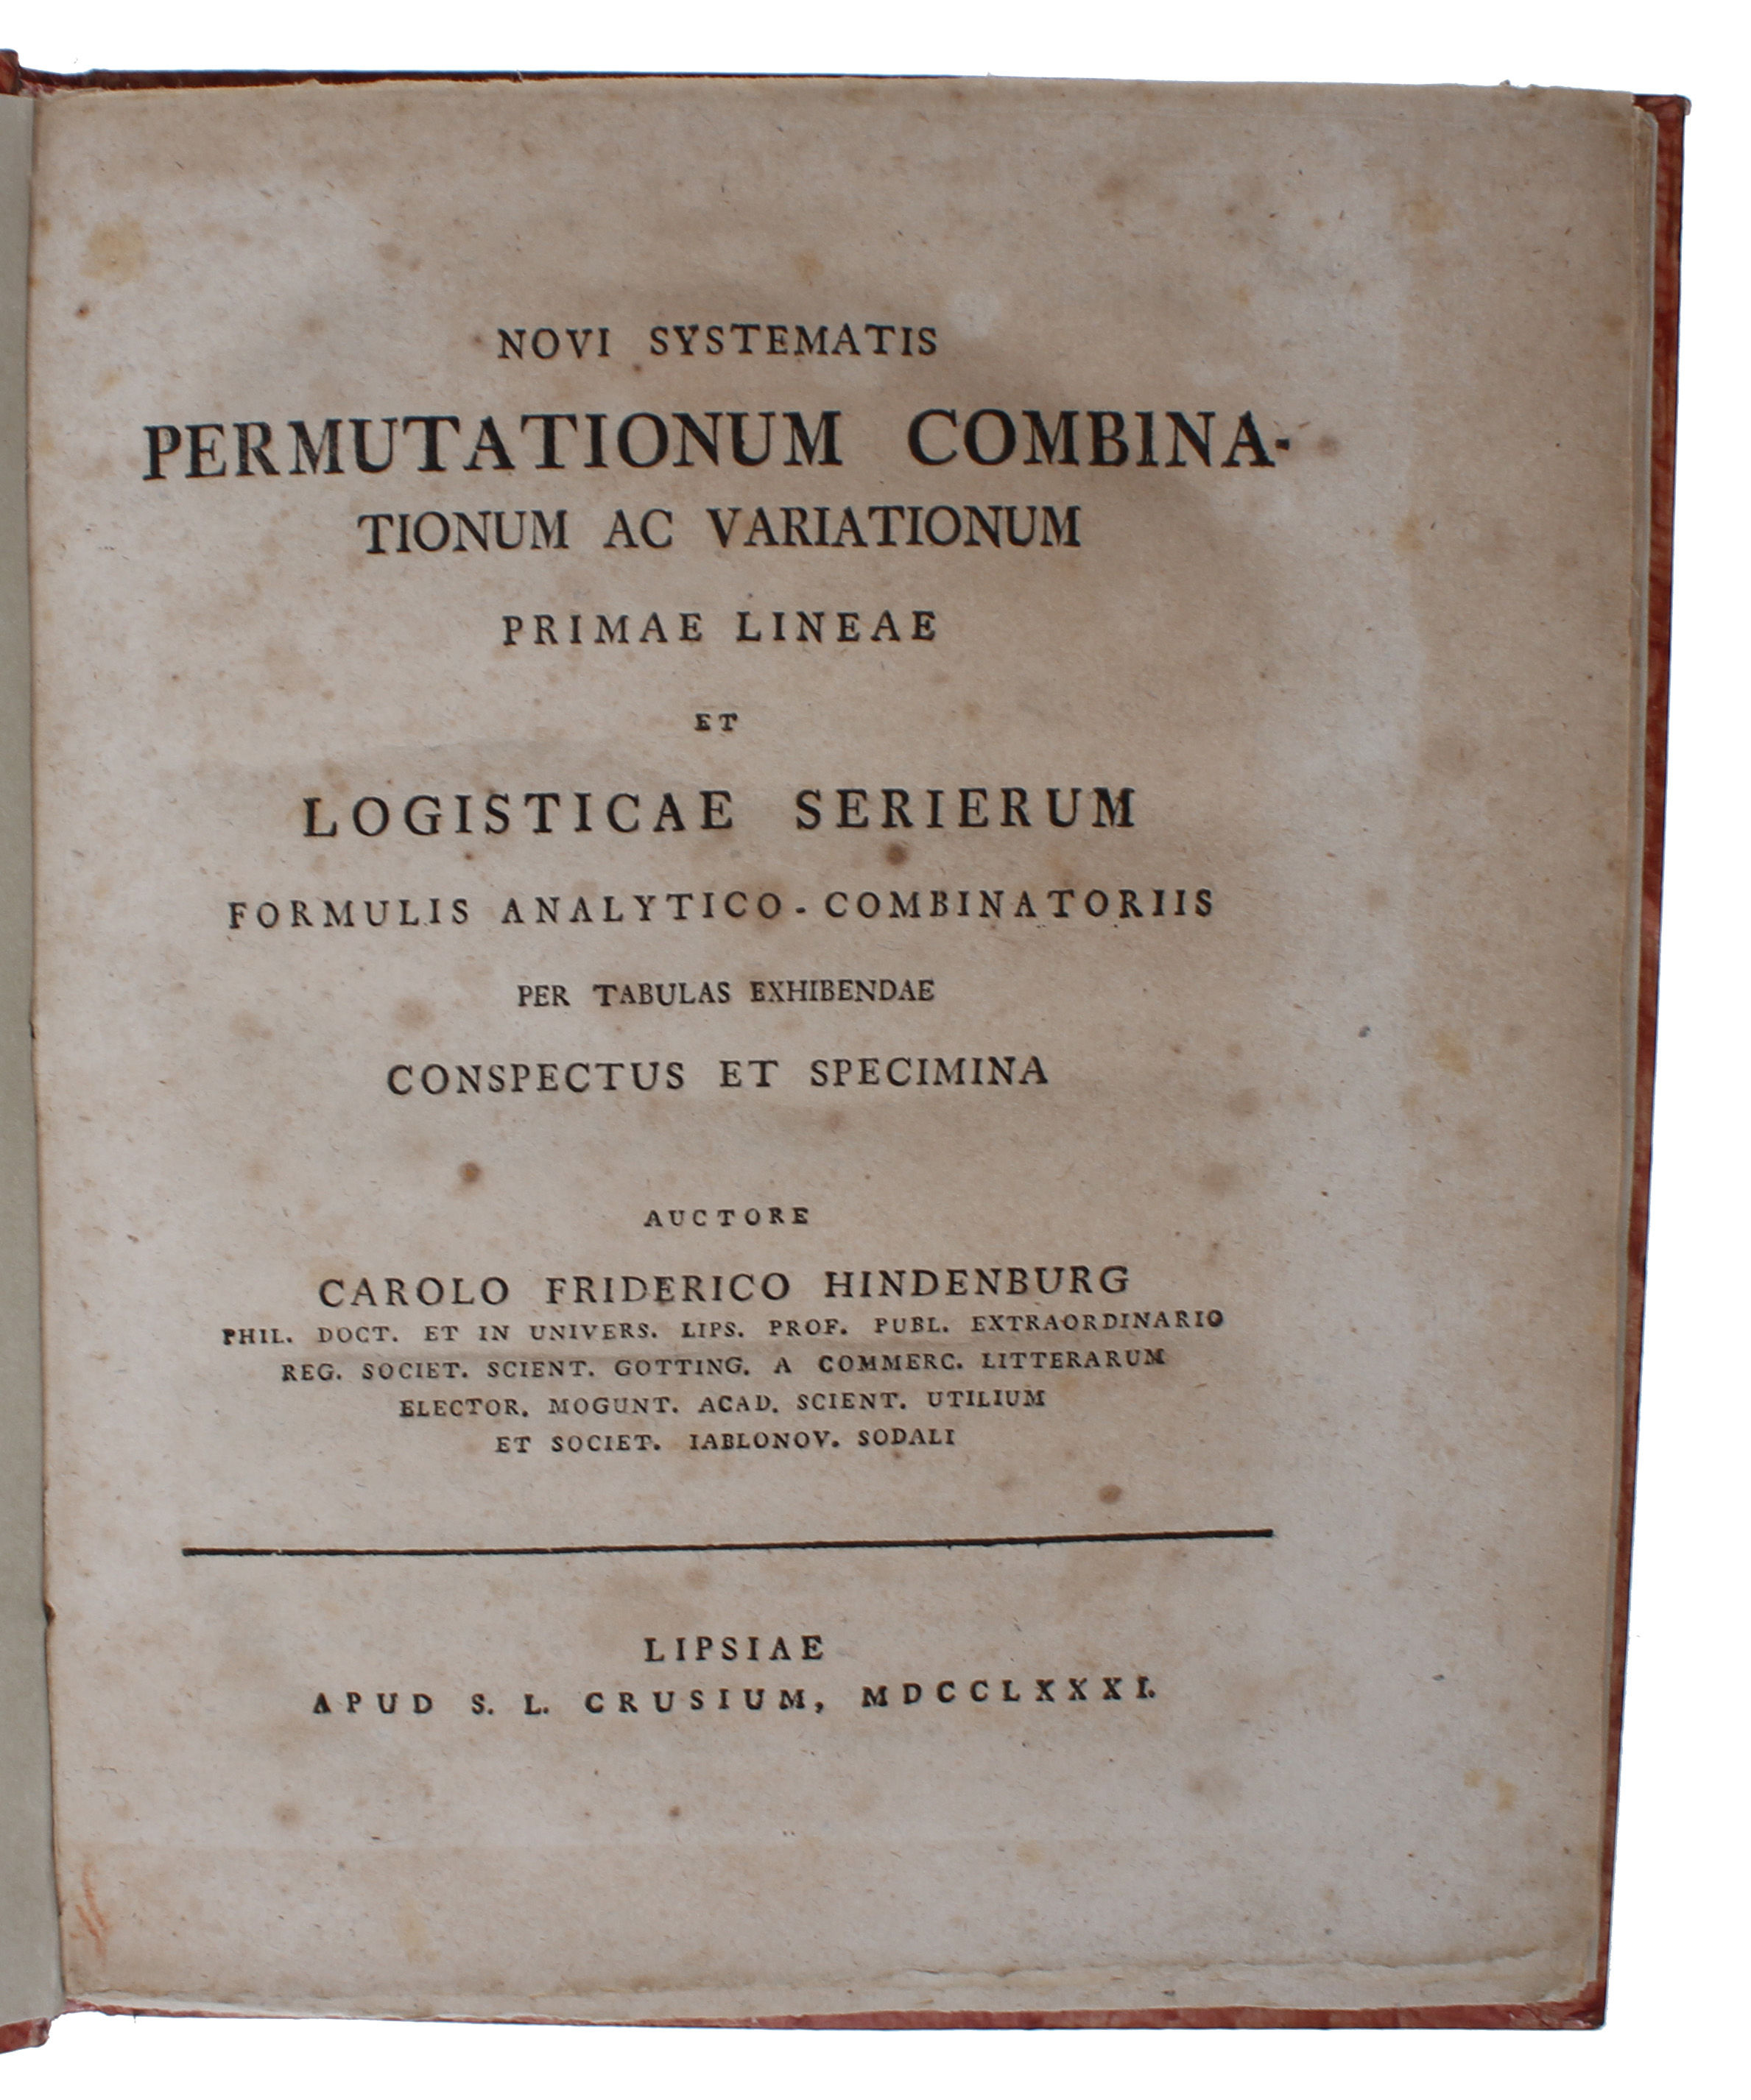 NOVI SYSTEMATIS
PERMUTATIONUM COMBINA-
TIONUM AC VARIATIONUM
PRIMAE LINEAE
ET
LOGISTICAE SERIERUM
FORMULIS ANALYTICO-COMBINATORIIS
PER TABULAS EXHIBENDAE
CONSPECTUS ET SPECIMINA
AUCTORE
CAROLO FRIDERICO HINDENBURG
PHIL. DOCT. ET IN UNIVERS. LIPS. PROF. PUBL. EXTRAORDINARIO
REG. SOCIET. SCIENT. GOTTING. A COMMERC. LITTERARUM
ELECTOR. MOGUNT. ACAD. SCIENT. UTILIUM
ET SOCIET. IABLONOV. SODALI
LIPSIAE
APUD S. L. CRUSIUM, MDCCLXXXI.